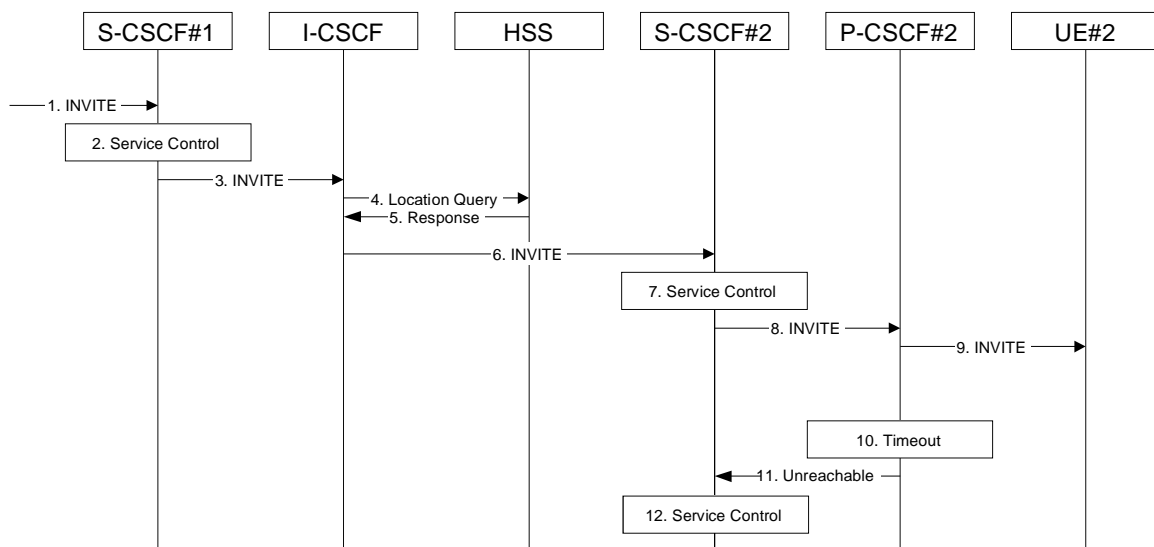 S-CSCF#1 I-CSCF HSS S-CSCF#2 P-CSCF#2 UE#2
1. INVITE
2. Service Control
3. INVITE
4. Location Query
5. Response
6. INVITE
7. Service Control
8. INVITE
9. INVITE
10. Timeout
11. Unreachable
12. Service Control